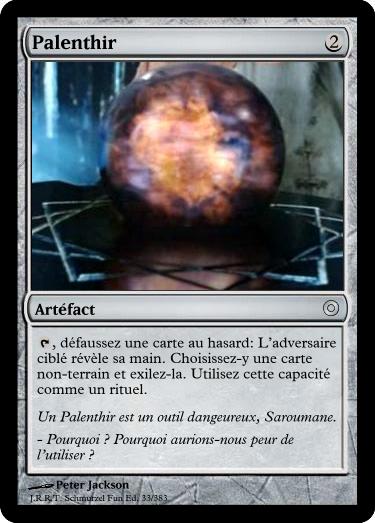 Palenthir 2
Artéfact
, défaussez une carte au hasard: L'adversaire
ciblé révèle sa main. Choisissez-y une carte
non-terrain et exilez-la. Utilisez cette capacité
comme un rituel.
Un Palenthir est un outil dangeureux, Saroumane.
- Pourquoi ? Pourquoi aurions-nous peur de
l'utiliser ?
Peter Jackson
J.R.R.T. Schmurzel Fun Ed. 33/383